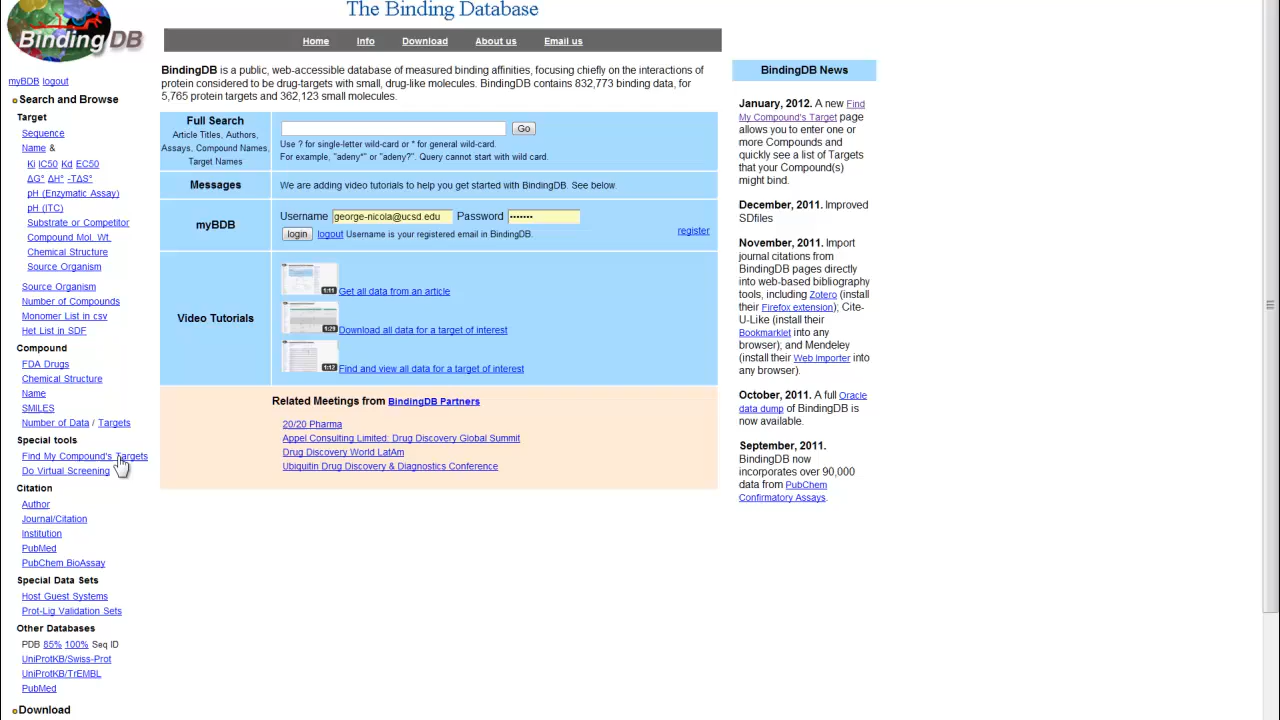 The Binding Database
BindingDB
Home Info Download About us Email us
myBDB logout
Search and Browse
Target
Sequence
Name &
Ki IC50 Kd EC50
ΔG° ΔH° -TΔS°
pH (Enzymatic Assay)
pH (ITC)
Substrate or Competitor
Compound Mol. Wt.
Chemical Structure
Source Organism
Source Organism
Number of Compounds
Monomer List in csv
Het List in SDF
Compound
FDA Drugs
Chemical Structure
Name
SMILES
Number of Data / Targets
Special tools
Find My Compound's Targets
Do Virtual Screening
Citation
Author
Journal/Citation
Institution
PubMed
PubChem BioAssay
Special Data Sets
Host Guest Systems
Prot-Lig Validation Sets
Other Databases
PDB 85% 100% Seq ID
UniProtKB/Swiss-Prot
UniProtKB/TrEMBL
PubMed
Download
BindingDB is a public, web-accessible database of measured binding affinities, focusing chiefly on the interactions of
protein considered to be drug-targets with small, drug-like molecules. BindingDB contains 832,773 binding data, for
5,765 protein targets and 362,123 small molecules.
Full Search
Article Titles, Authors,
Assays, Compound Names,
Target Names
Go
Use ? for single-letter wild-card or * for general wild-card.
For example, "adeny*" or "adeny?". Query cannot start with wild card.
Messages
We are adding video tutorials to help you get started with BindingDB. See below.
myBDB
Username george-nicola@ucsd.edu Password •••••••
login logout Username is your registered email in BindingDB.
register
Video Tutorials
1:11 Get all data from an article
1:29 Download all data for a target of interest
1:12 Find and view all data for a target of interest
Related Meetings from BindingDB Partners
20/20 Pharma
Appel Consulting Limited: Drug Discovery Global Summit
Drug Discovery World LatAm
Ubiquitin Drug Discovery & Diagnostics Conference
BindingDB News
January, 2012. A new Find
My Compound's Target page
allows you to enter one or
more Compounds and
quickly see a list of Targets
that your Compound(s)
might bind.
December, 2011. Improved
SDfiles
November, 2011. Import
journal citations from
BindingDB pages directly
into web-based bibliography
tools, including Zotero (install
their Firefox extension); Cite-
U-Like (install their
Bookmarklet into any
browser); and Mendeley
(install their Web Importer into
any browser).
October, 2011. A full Oracle
data dump of BindingDB is
now available.
September, 2011.
BindingDB now
incorporates over 90,000
data from PubChem
Confirmatory Assays.